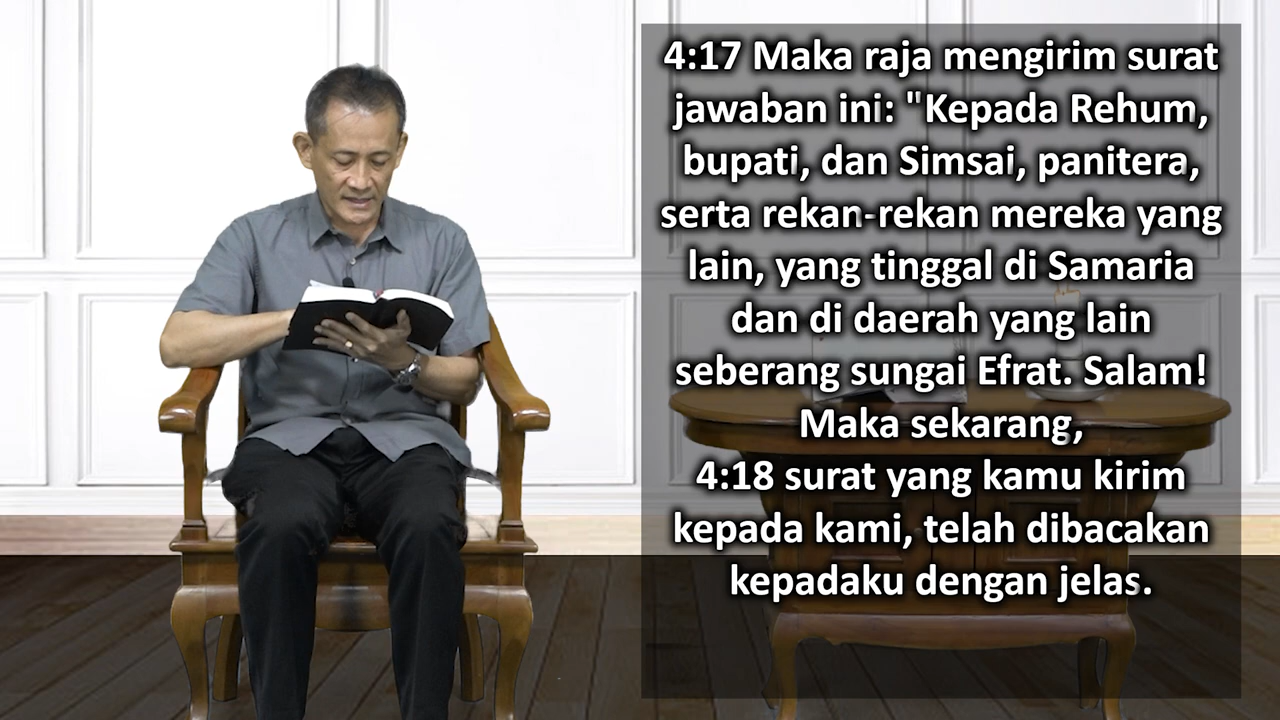 4:17 Maka raja mengirim surat
jawaban ini: "Kepada Rehum,
bupati, dan Simsai, panitera,
serta rekan-rekan mereka yang
lain, yang tinggal di Samaria
dan di daerah yang lain
seberang sungai Efrat. Salam!
Maka sekarang,
4:18 surat yang kamu kirim
kepada kami, telah dibacakan
kepadaku dengan jelas.